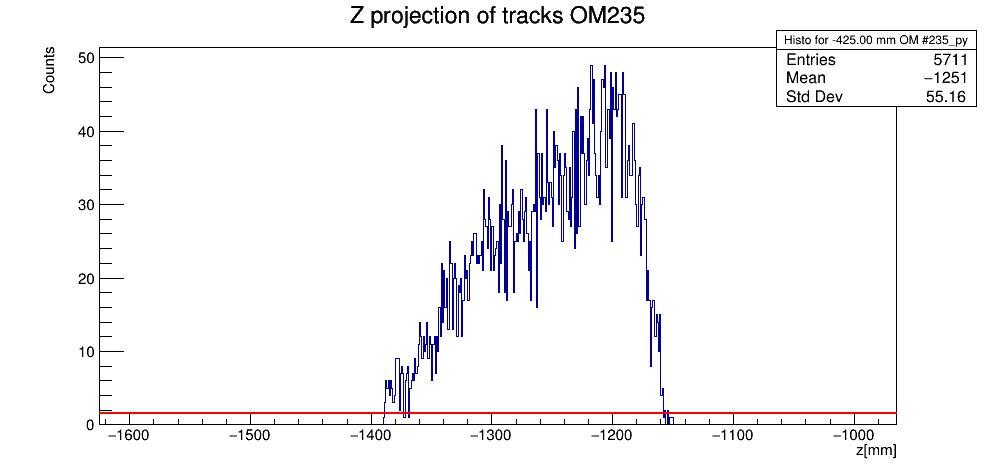 Z projection of tracks OM235
Histo for -425.00 mm OM #235_py
Entries 5711
Mean −1251
Std Dev 55.16
Counts
50
40
30
20
10
0
−1600 −1500 −1400 −1300 −1200 −1100 −1000
z[mm]